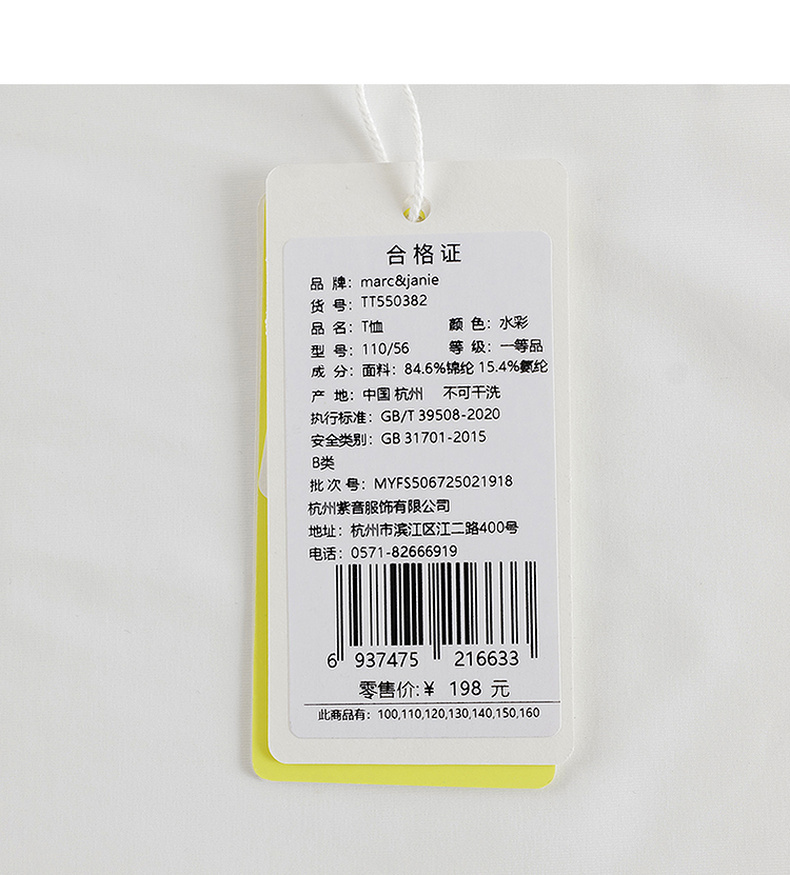 合格证
品 牌：marc&janie
货 号：TT550382
品 名：T恤 颜 色：水彩
型 号：110/56 等 级：一等品
成 分：面料：84.6%锦纶 15.4%氨纶
产 地：中国 杭州 不可干洗
执行标准：GB/T 39508-2020
安全类别：GB 31701-2015
B类
批 次 号：MYFS506725021918
杭州紫音服饰有限公司
地址：杭州市滨江区江二路400号
电话：0571-82666919
6 937475 216633
零售价:￥ 198 元
此商品有：100,110,120,130,140,150,160